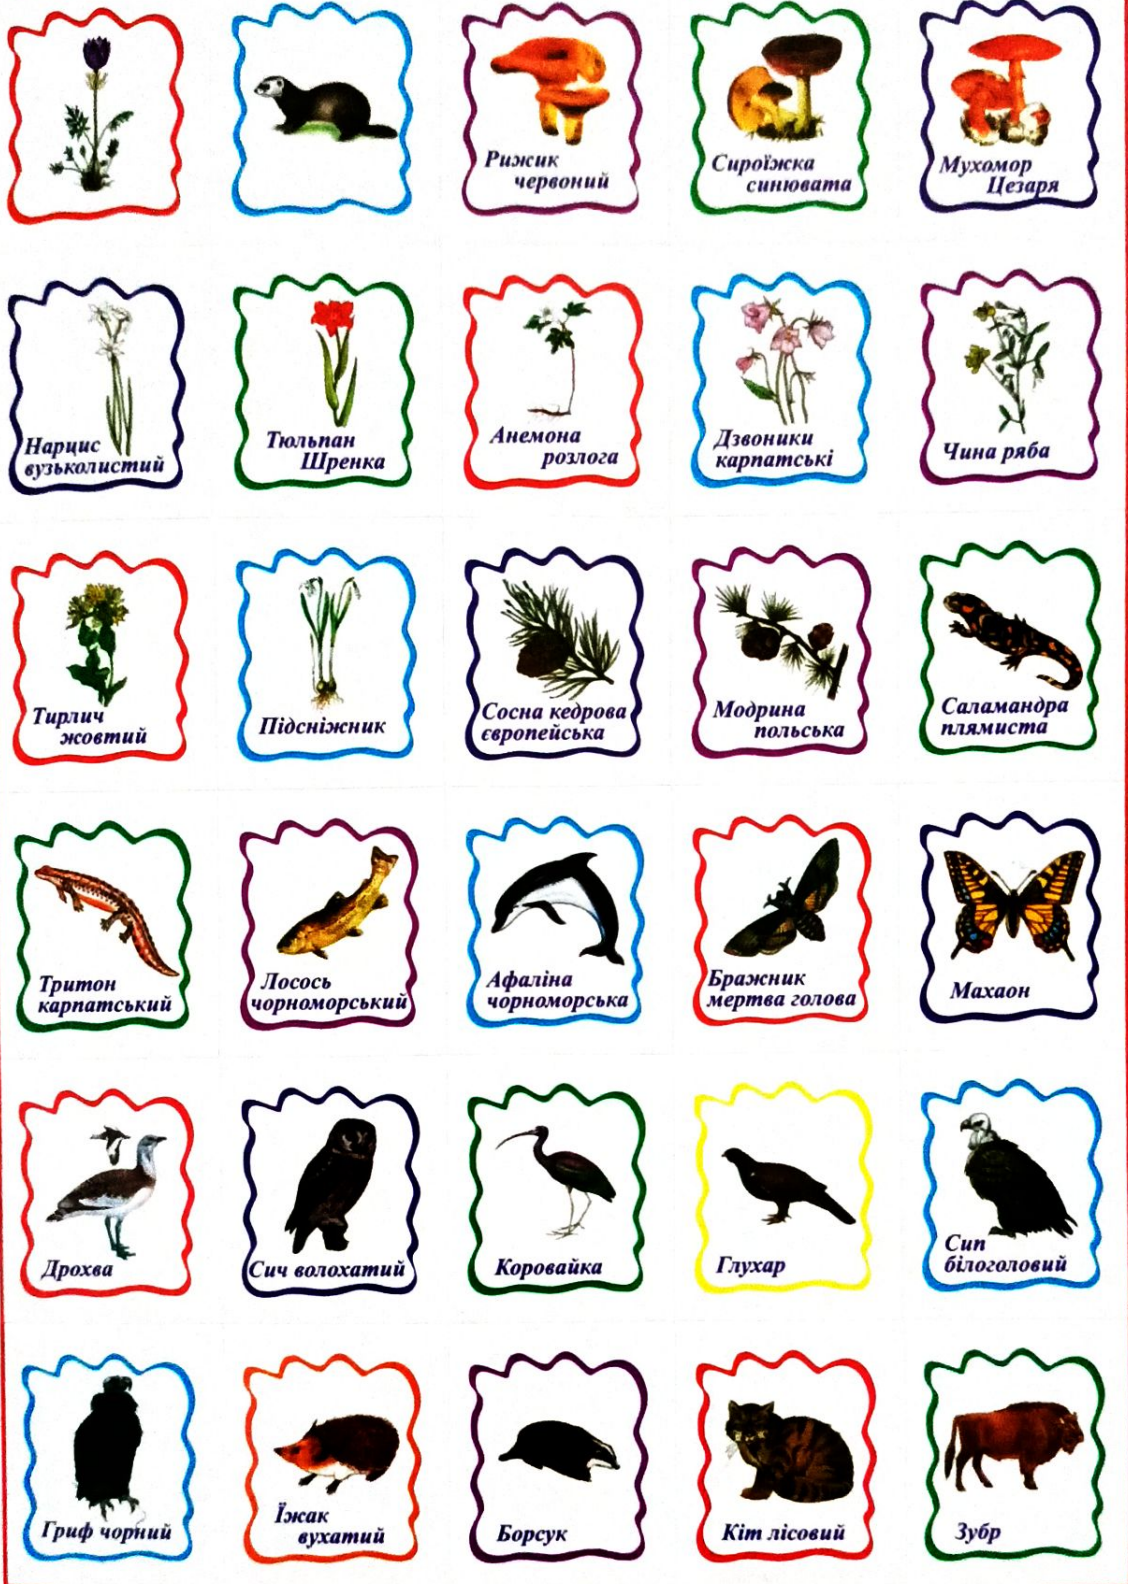 Рижик
червоний
Сироїжка
синювата
Мухомор
Цезаря
Нарцис
вузьколистий
Тюльпан
Шренка
Анемона
розлога
Дзвоники
карпатські
Чина ряба
Тирлич
жовтий
Підсніжник
Сосна кедрова
європейська
Модрина
польська
Саламандра
плямиста
Тритон
карпатський
Лосось
чорноморський
Афаліна
чорноморська
Бражник
мертва голова
Махаон
Дрохва
Сич волохатий
Коровайка
Глухар
Сип
білоголовий
Гриф чорний
Їжак
вухатий
Борсук
Кіт лісовий
Зубр